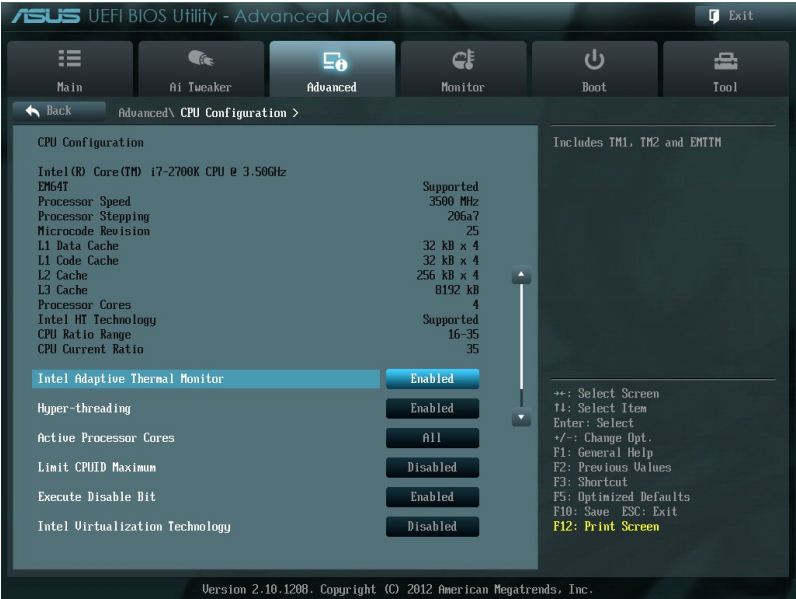 ASUS UEFI BIOS Utility - Advanced Mode
Exit
Main
Ai Tweaker
Advanced
Monitor
Boot
Tool
Back
Advanced\ CPU Configuration >
CPU Configuration
Intel(R) Core(TM) i7-2700K CPU @ 3.50GHz
EM64T Supported
Processor Speed 3500 MHz
Processor Stepping 206a7
Microcode Revision 25
L1 Data Cache 32 kB x 4
L1 Code Cache 32 kB x 4
L2 Cache 256 kB x 4
L3 Cache 8192 kB
Processor Cores 4
Intel HT Technology Supported
CPU Ratio Range 16-35
CPU Current Ratio 35
Intel Adaptive Thermal Monitor Enabled
Hyper-threading Enabled
Active Processor Cores All
Limit CPUID Maximum Disabled
Execute Disable Bit Enabled
Intel Virtualization Technology Disabled
Includes TM1, TM2 and EMTTM
→←: Select Screen
↑↓: Select Item
Enter: Select
+/-: Change Opt.
F1: General Help
F2: Previous Values
F3: Shortcut
F5: Optimized Defaults
F10: Save ESC: Exit
F12: Print Screen
Version 2.10.1208. Copyright (C) 2012 American Megatrends, Inc.